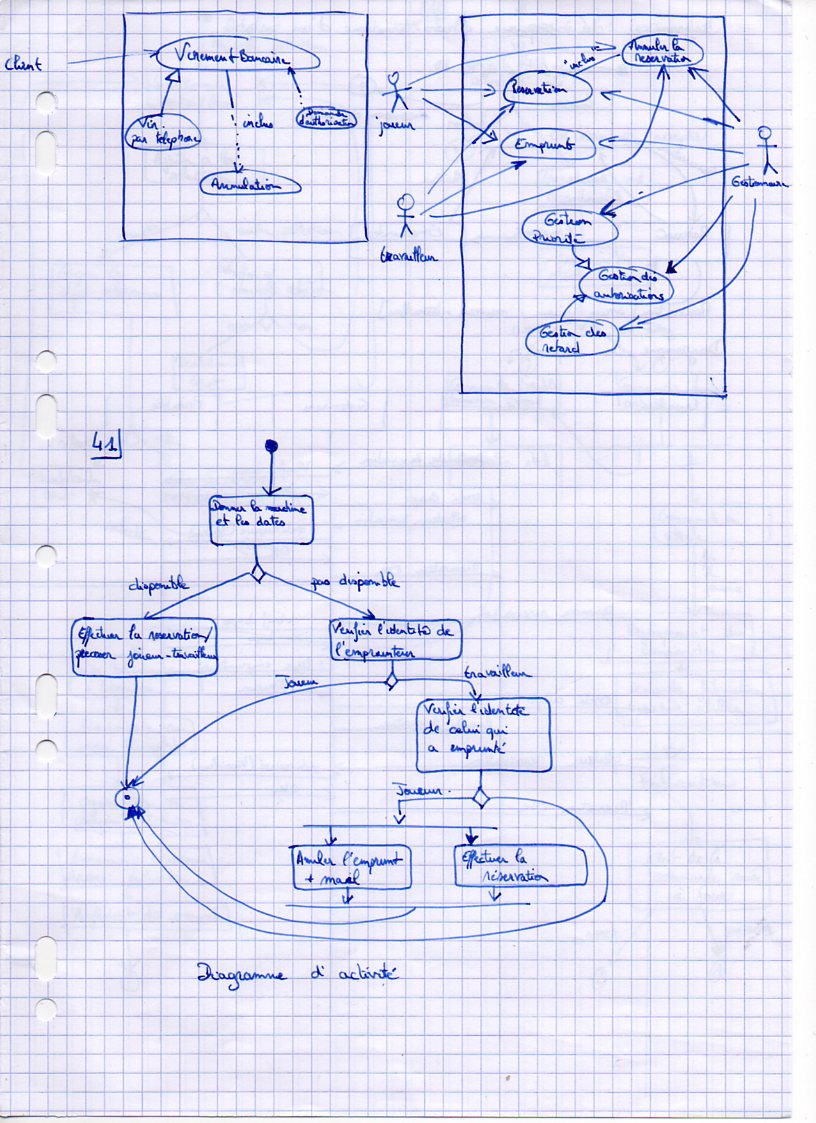 Client
Virement Bancaire
Vir.
par telephone
inclus
Demande
d'authorisation
Annulation
joueur
travailleur
Gestionnaire
"inclus"
Annuler la
reservation
Reservation
Emprunt
Gestion
Priorité
Gestion des
autorisations
Gestion des
retard
41
Donner la machine
et les dates
disponible
pas disponible
Effectuer la reservation/
joueur-travailleur
Verifier l'identité de
l'emprunteur
Joueur
travailleur
Verifier l'identité
de celui qui
a emprunté
Joueur.
Annuler l'emprunt
+ mail
Effectuer la
réservation
Diagramme d'activité